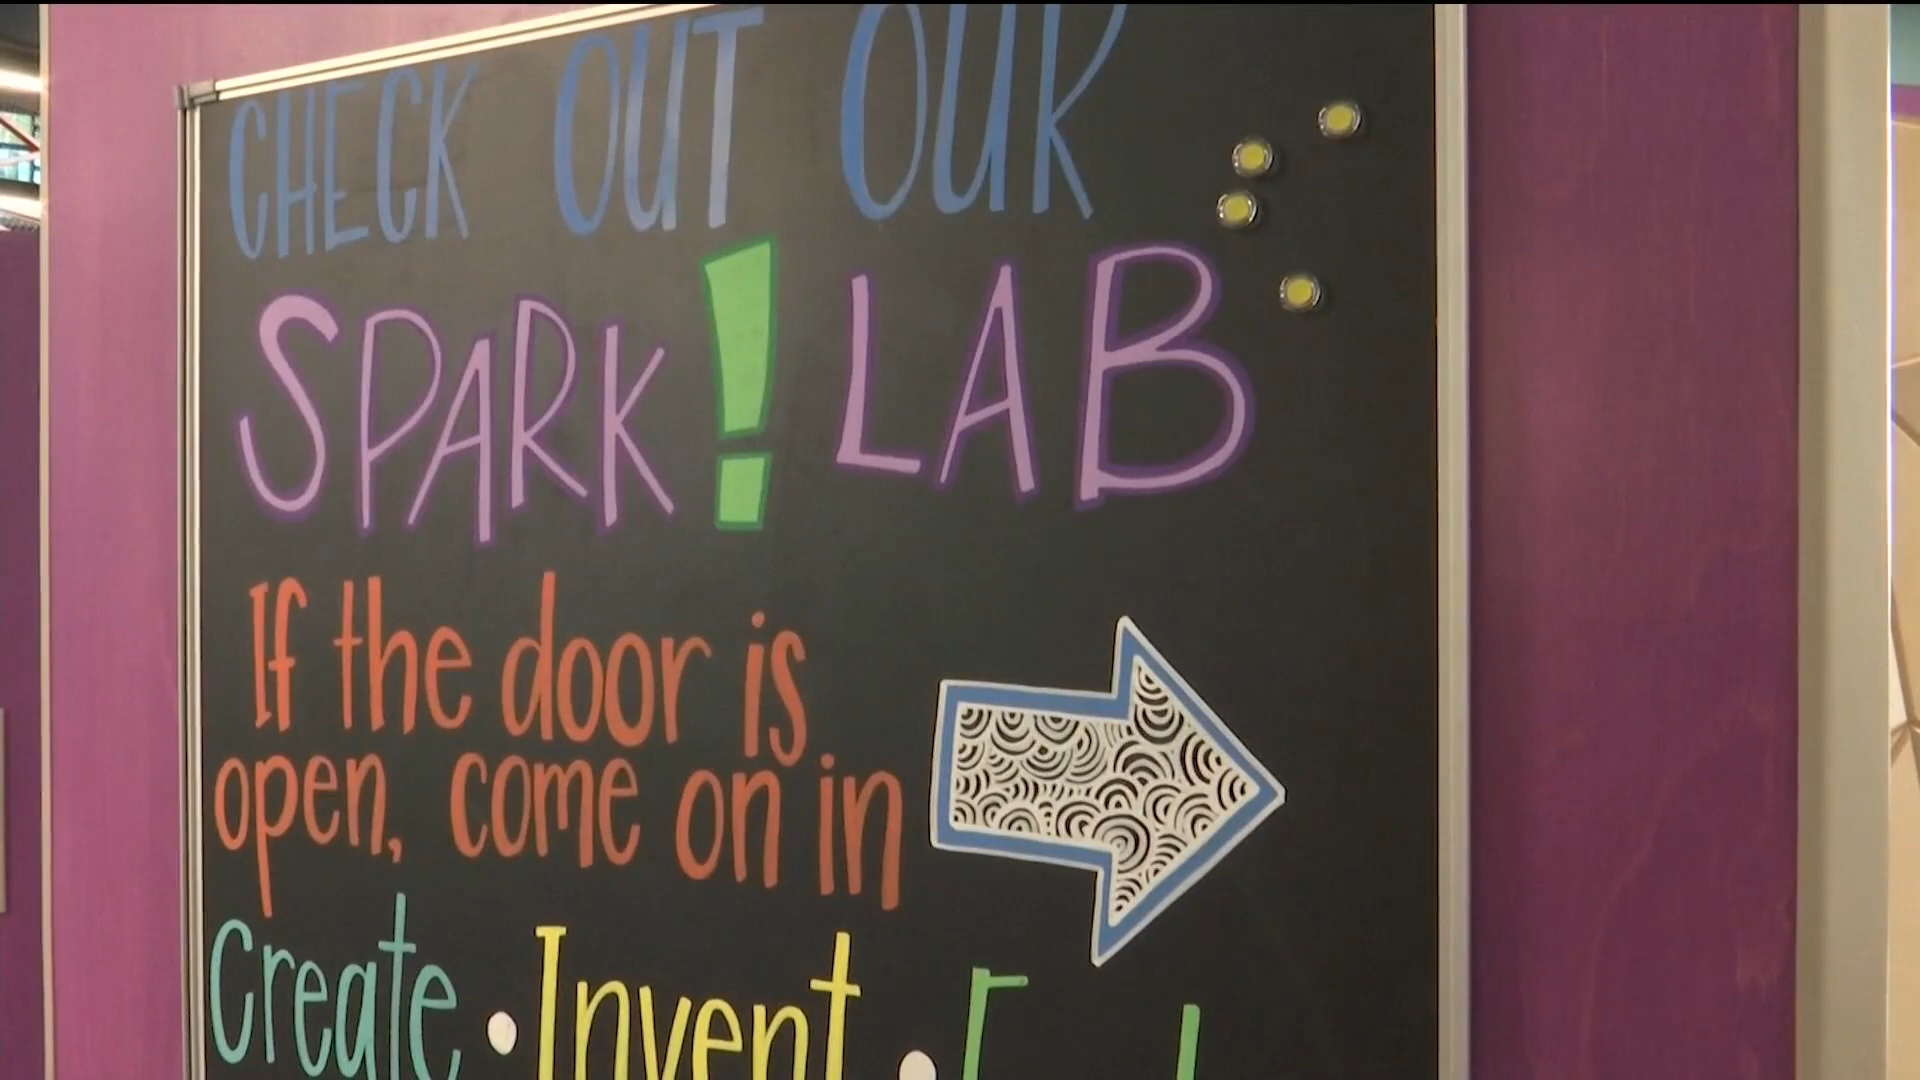 CHECK OUT OUR
SPARK! LAB
If the door is
open, come on in
Create • Invent •